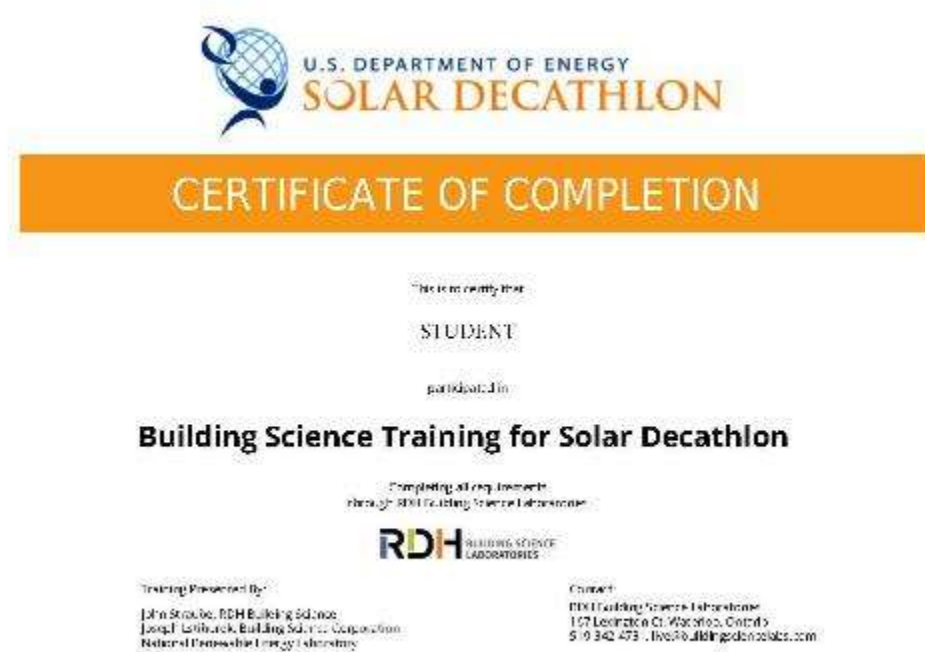 U.S. DEPARTMENT OF ENERGY
SOLAR DECATHLON
CERTIFICATE OF COMPLETION
This is to certify that
STUDENT
participated in
Building Science Training for Solar Decathlon
Completing all requirements
through RDH Building Science Laboratories
RDH BUILDING SCIENCE
LABORATORIES
Training Presented By:
John Straube, RDH Building Science
Joseph Lstiburek, Building Science Corporation
National Renewable Energy Laboratory
Contact:
RDH Building Science Laboratories
167 Lexington Ct, Waterloo, Ontario
519 342 473